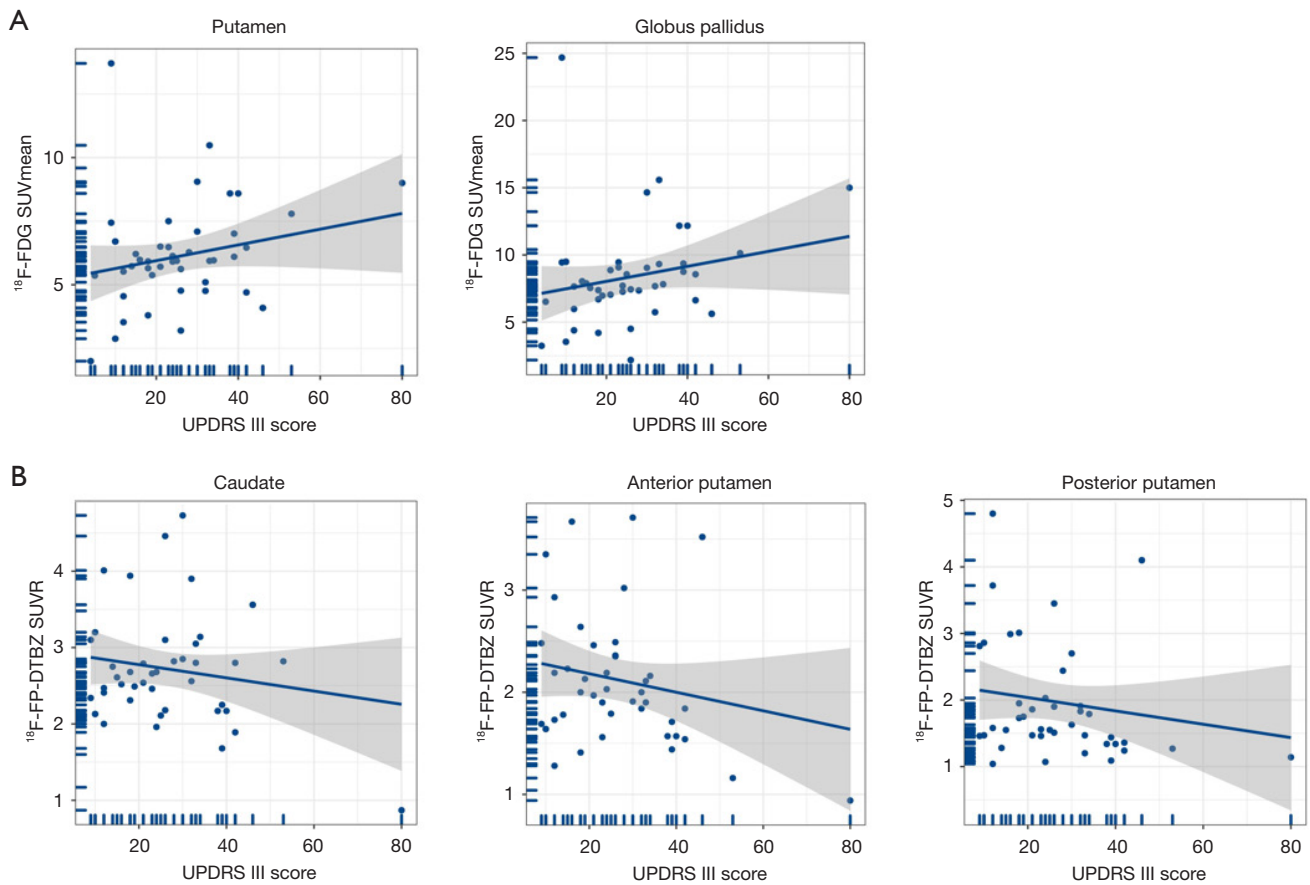 A
Putamen
Globus pallidus
¹⁸F-FDG SUVmean
10
5
20
40
60
80
UPDRS III score
¹⁸F-FDG SUVmean
25
20
15
10
5
20
40
60
80
UPDRS III score
B
Caudate
Anterior putamen
Posterior putamen
¹⁸F-FP-DTBZ SUVR
4
3
2
1
20
40
60
80
UPDRS III score
¹⁸F-FP-DTBZ SUVR
3
2
1
20
40
60
80
UPDRS III score
¹⁸F-FP-DTBZ SUVR
5
4
3
2
1
20
40
60
80
UPDRS III score